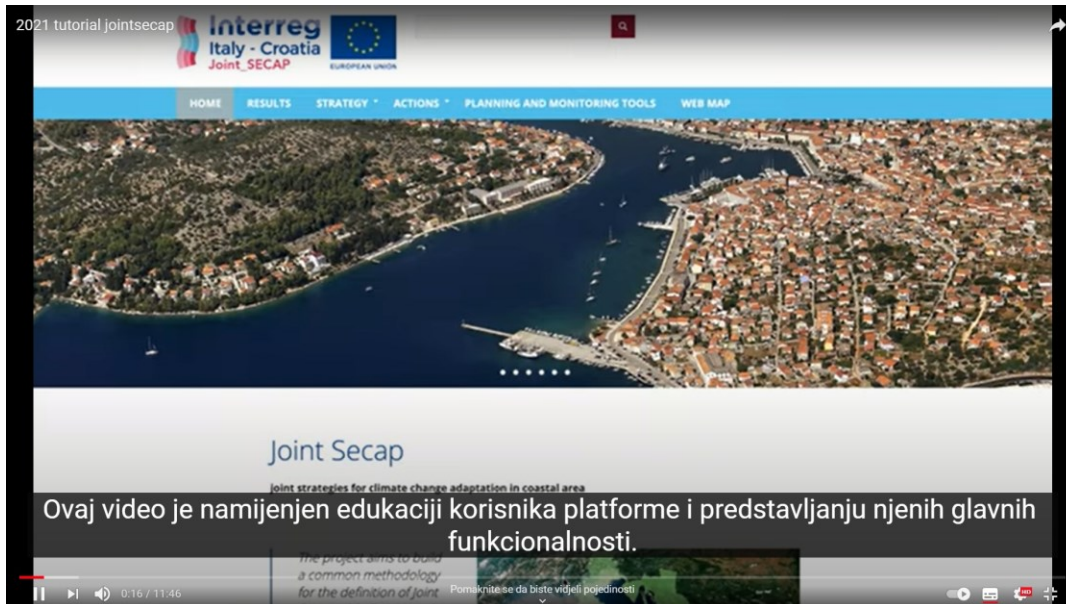 2021 tutorial jointsecap
Interreg
Italy - Croatia
Joint_SECAP
EUROPEAN UNION
HOME RESULTS STRATEGY ACTIONS PLANNING AND MONITORING TOOLS WEB MAP
Joint Secap
Joint strategies for climate change adaptation in coastal area
Ovaj video je namijenjen edukaciji korisnika platforme i predstavljanju njenih glavnih
funkcionalnosti.
The project aims to build
a common methodology
for the definition of Joint
Pomaknite se da biste vidjeli pojedinosti
0:16 / 11:46
HD